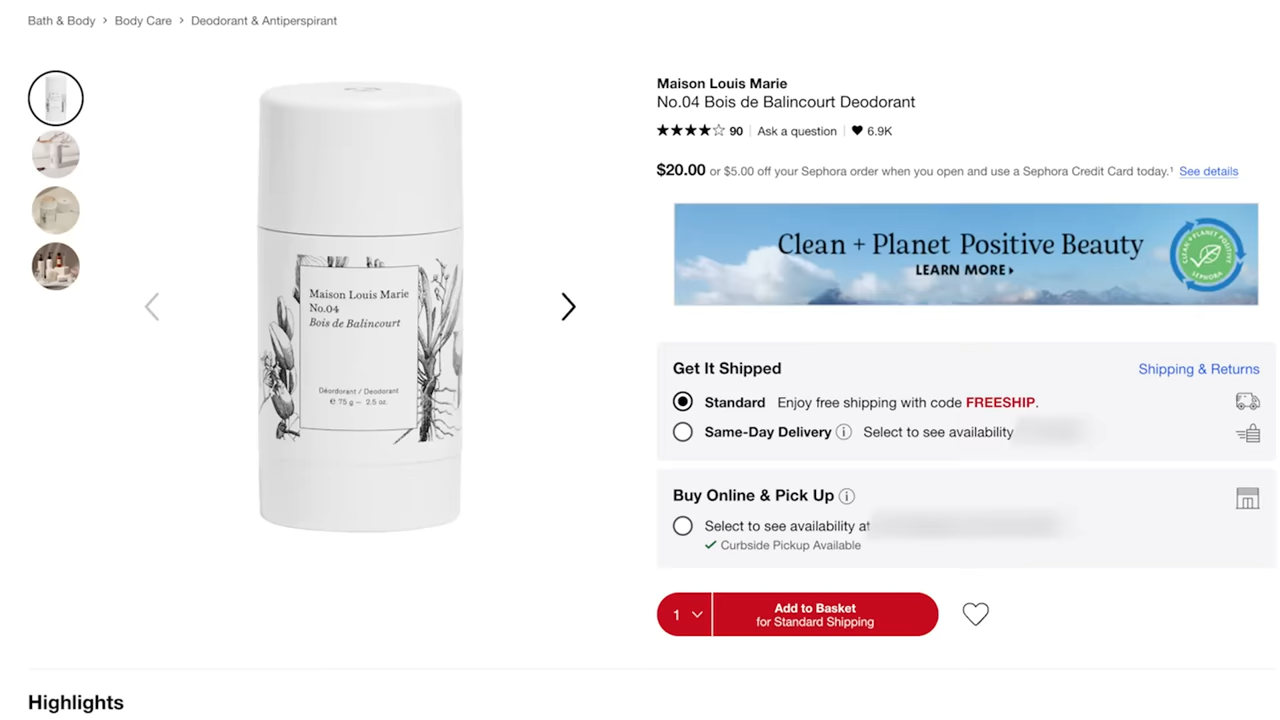 Bath & Body > Body Care > Deodorant & Antiperspirant
Maison Louis Marie
No.04 Bois de Balincourt Deodorant
90 | Ask a question | 6.9K
$20.00 or $5.00 off your Sephora order when you open and use a Sephora Credit Card today.¹ See details
Clean + Planet Positive Beauty
LEARN MORE
CLEAN + PLANET POSITIVE
SEPHORA
Maison Louis Marie
No.04
Bois de Balincourt
Déordorant / Deodorant
℮ 75 g — 2.5 oz.
Get It Shipped
Shipping & Returns
Standard Enjoy free shipping with code FREESHIP.
Same-Day Delivery Select to see availability
Buy Online & Pick Up
Select to see availability at
Curbside Pickup Available
1
Add to Basket
for Standard Shipping
Highlights